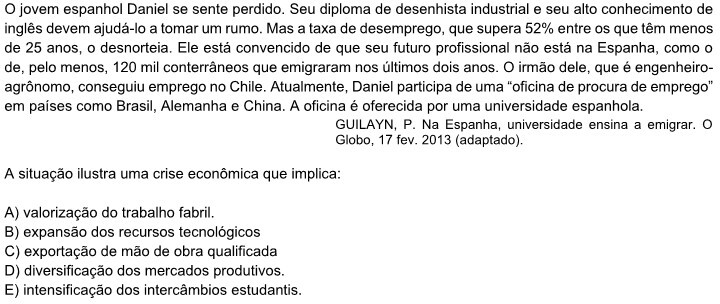 O jovem espanhol Daniel se sente perdido. Seu diploma de desenhista industrial e seu alto conhecimento de
inglês devem ajudá-lo a tomar um rumo. Mas a taxa de desemprego, que supera 52% entre os que têm menos
de 25 anos, o desnorteia. Ele está convencido de que seu futuro profissional não está na Espanha, como o
de, pelo menos, 120 mil conterrâneos que emigraram nos últimos dois anos. O irmão dele, que é engenheiro-
agrônomo, conseguiu emprego no Chile. Atualmente, Daniel participa de uma “oficina de procura de emprego”
em países como Brasil, Alemanha e China. A oficina é oferecida por uma universidade espanhola.
GUILAYN, P. Na Espanha, universidade ensina a emigrar. O
Globo, 17 fev. 2013 (adaptado).
A situação ilustra uma crise econômica que implica:
A) valorização do trabalho fabril.
B) expansão dos recursos tecnológicos
C) exportação de mão de obra qualificada
D) diversificação dos mercados produtivos.
E) intensificação dos intercâmbios estudantis.